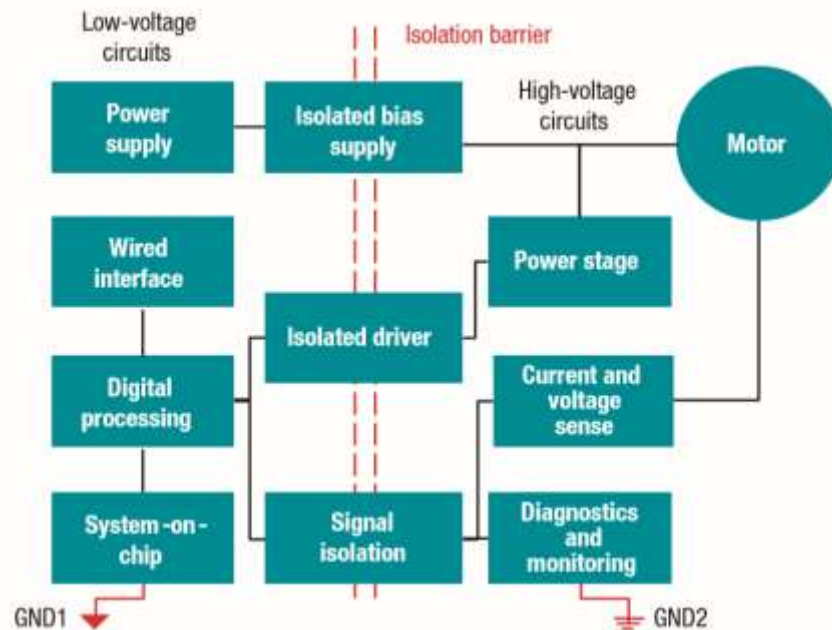 Low-voltage
circuits
Isolation barrier
Power
supply
Isolated bias
supply
High-voltage
circuits
Motor
Wired
interface
Power stage
Isolated driver
Digital
processing
Current and
voltage
sense
System-on-
chip
Signal
isolation
Diagnostics
and
monitoring
GND1
GND2